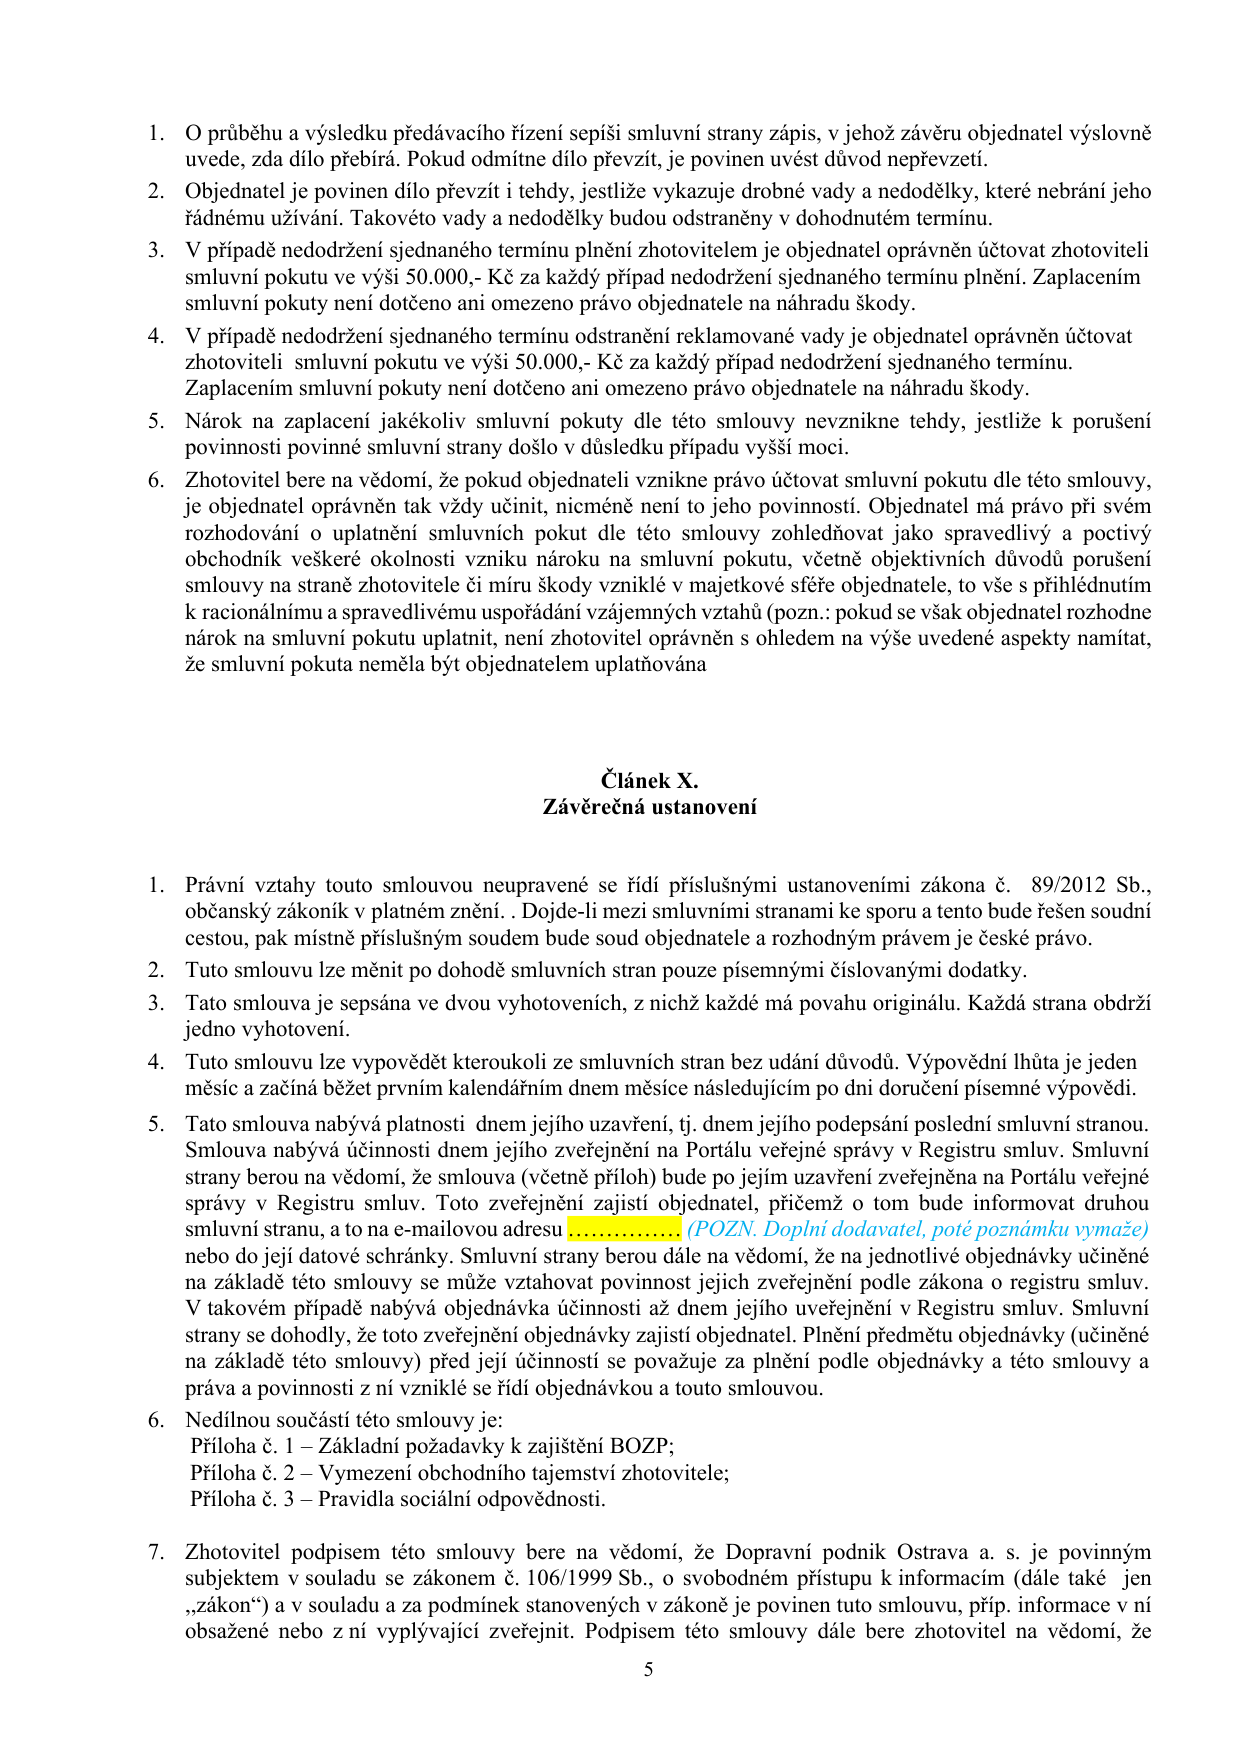 1. O průběhu a výsledku předávacího řízení sepíši smluvní strany zápis, v jehož závěru objednatel výslovně
uvede, zda dílo přebírá. Pokud odmítne dílo převzít, je povinen uvést důvod nepřevzetí.
2. Objednatel je povinen dílo převzít i tehdy, jestliže vykazuje drobné vady a nedodělky, které nebrání jeho
řádnému užívání. Takovéto vady a nedodělky budou odstraněny v dohodnutém termínu.
3. V případě nedodržení sjednaného termínu plnění zhotovitelem je objednatel oprávněn účtovat zhotoviteli
smluvní pokutu ve výši 50.000,- Kč za každý případ nedodržení sjednaného termínu plnění. Zaplacením
smluvní pokuty není dotčeno ani omezeno právo objednatele na náhradu škody.
4. V případě nedodržení sjednaného termínu odstranění reklamované vady je objednatel oprávněn účtovat
zhotoviteli  smluvní pokutu ve výši 50.000,- Kč za každý případ nedodržení sjednaného termínu.
Zaplacením smluvní pokuty není dotčeno ani omezeno právo objednatele na náhradu škody.
5. Nárok na zaplacení jakékoliv smluvní pokuty dle této smlouvy nevznikne tehdy, jestliže k porušení
povinnosti povinné smluvní strany došlo v důsledku případu vyšší moci.
6. Zhotovitel bere na vědomí, že pokud objednateli vznikne právo účtovat smluvní pokutu dle této smlouvy,
je objednatel oprávněn tak vždy učinit, nicméně není to jeho povinností. Objednatel má právo při svém
rozhodování o uplatnění smluvních pokut dle této smlouvy zohledňovat jako spravedlivý a poctivý
obchodník veškeré okolnosti vzniku nároku na smluvní pokutu, včetně objektivních důvodů porušení
smlouvy na straně zhotovitele či míru škody vzniklé v majetkové sféře objednatele, to vše s přihlédnutím
k racionálnímu a spravedlivému uspořádání vzájemných vztahů (pozn.: pokud se však objednatel rozhodne
nárok na smluvní pokutu uplatnit, není zhotovitel oprávněn s ohledem na výše uvedené aspekty namítat,
že smluvní pokuta neměla být objednatelem uplatňována
Článek X.
Závěrečná ustanovení
1. Právní vztahy touto smlouvou neupravené se řídí příslušnými ustanoveními zákona č.  89/2012 Sb.,
občanský zákoník v platném znění. . Dojde-li mezi smluvními stranami ke sporu a tento bude řešen soudní
cestou, pak místně příslušným soudem bude soud objednatele a rozhodným právem je české právo.
2. Tuto smlouvu lze měnit po dohodě smluvních stran pouze písemnými číslovanými dodatky.
3. Tato smlouva je sepsána ve dvou vyhotoveních, z nichž každé má povahu originálu. Každá strana obdrží
jedno vyhotovení.
4. Tuto smlouvu lze vypovědět kteroukoli ze smluvních stran bez udání důvodů. Výpovědní lhůta je jeden
měsíc a začíná běžet prvním kalendářním dnem měsíce následujícím po dni doručení písemné výpovědi.
5. Tato smlouva nabývá platnosti  dnem jejího uzavření, tj. dnem jejího podepsání poslední smluvní stranou.
Smlouva nabývá účinnosti dnem jejího zveřejnění na Portálu veřejné správy v Registru smluv. Smluvní
strany berou na vědomí, že smlouva (včetně příloh) bude po jejím uzavření zveřejněna na Portálu veřejné
správy v Registru smluv. Toto zveřejnění zajistí objednatel, přičemž o tom bude informovat druhou
smluvní stranu, a to na e-mailovou adresu …………… (POZN. Doplní dodavatel, poté poznámku vymaže)
nebo do její datové schránky. Smluvní strany berou dále na vědomí, že na jednotlivé objednávky učiněné
na základě této smlouvy se může vztahovat povinnost jejich zveřejnění podle zákona o registru smluv.
V takovém případě nabývá objednávka účinnosti až dnem jejího uveřejnění v Registru smluv. Smluvní
strany se dohodly, že toto zveřejnění objednávky zajistí objednatel. Plnění předmětu objednávky (učiněné
na základě této smlouvy) před její účinností se považuje za plnění podle objednávky a této smlouvy a
práva a povinnosti z ní vzniklé se řídí objednávkou a touto smlouvou.
6. Nedílnou součástí této smlouvy je:
Příloha č. 1 – Základní požadavky k zajištění BOZP;
Příloha č. 2 – Vymezení obchodního tajemství zhotovitele;
Příloha č. 3 – Pravidla sociální odpovědnosti.
7. Zhotovitel podpisem této smlouvy bere na vědomí, že Dopravní podnik Ostrava a. s. je povinným
subjektem v souladu se zákonem č. 106/1999 Sb., o svobodném přístupu k informacím (dále také  jen
,,zákon“) a v souladu a za podmínek stanovených v zákoně je povinen tuto smlouvu, příp. informace v ní
obsažené nebo z ní vyplývající zveřejnit. Podpisem této smlouvy dále bere zhotovitel na vědomí, že
5